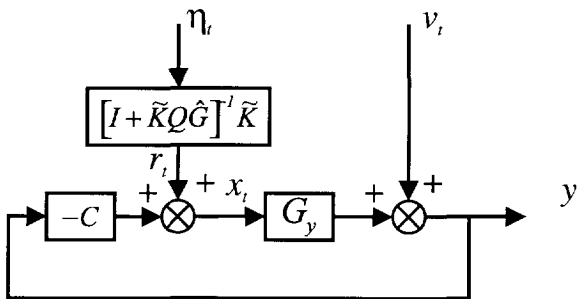 η_t v_t
[I + K̃QĜ]^{-1} K̃
r_t
+ + x_t + + y
-C G_y